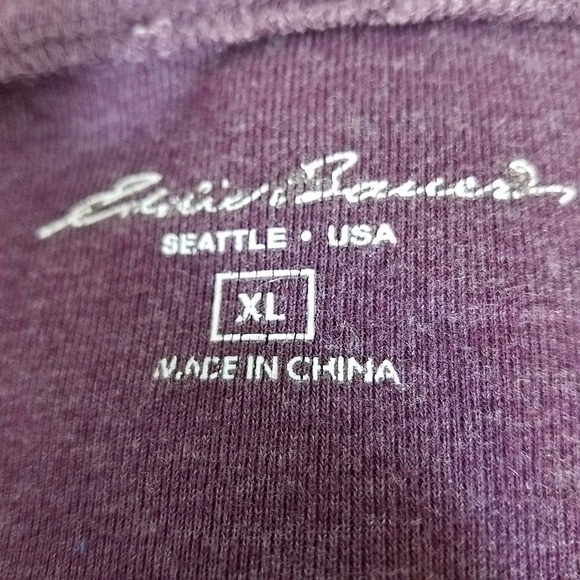 Eddie Bauer
SEATTLE • USA
XL
MADE IN CHINA